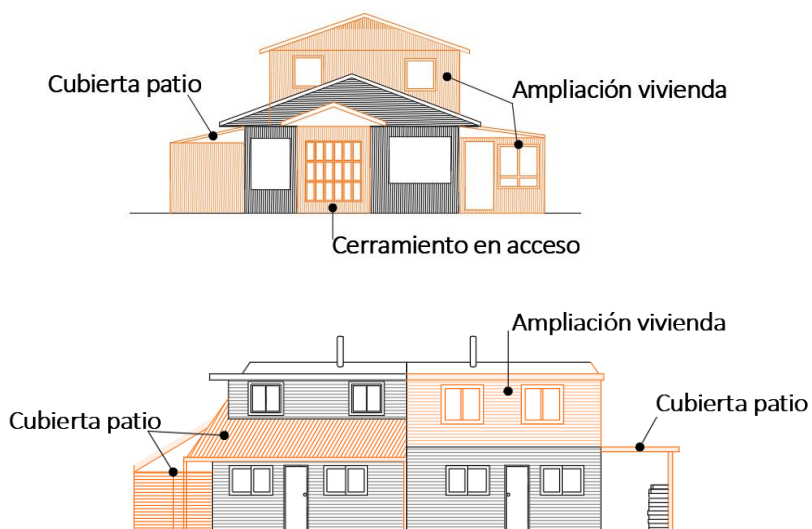 Cubierta patio
Ampliación vivienda
Cerramiento en acceso
Ampliación vivienda
Cubierta patio
Cubierta patio